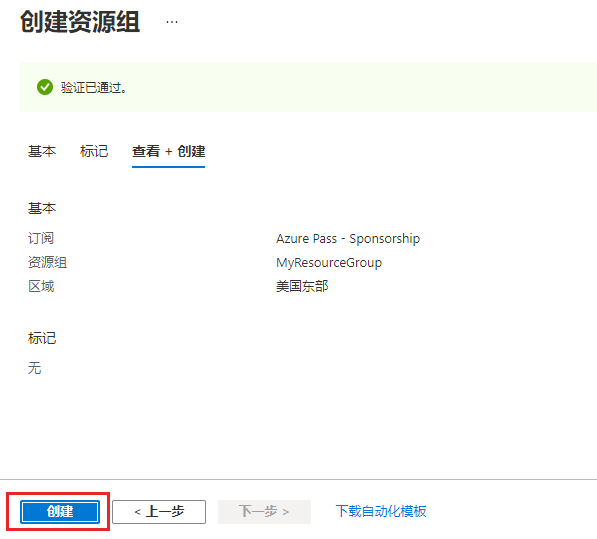 创建资源组 ...
验证已通过。
基本 标记 查看 + 创建
基本
订阅 Azure Pass - Sponsorship
资源组 MyResourceGroup
区域 美国东部
标记
无
创建 < 上一步 下一步 > 下载自动化模板